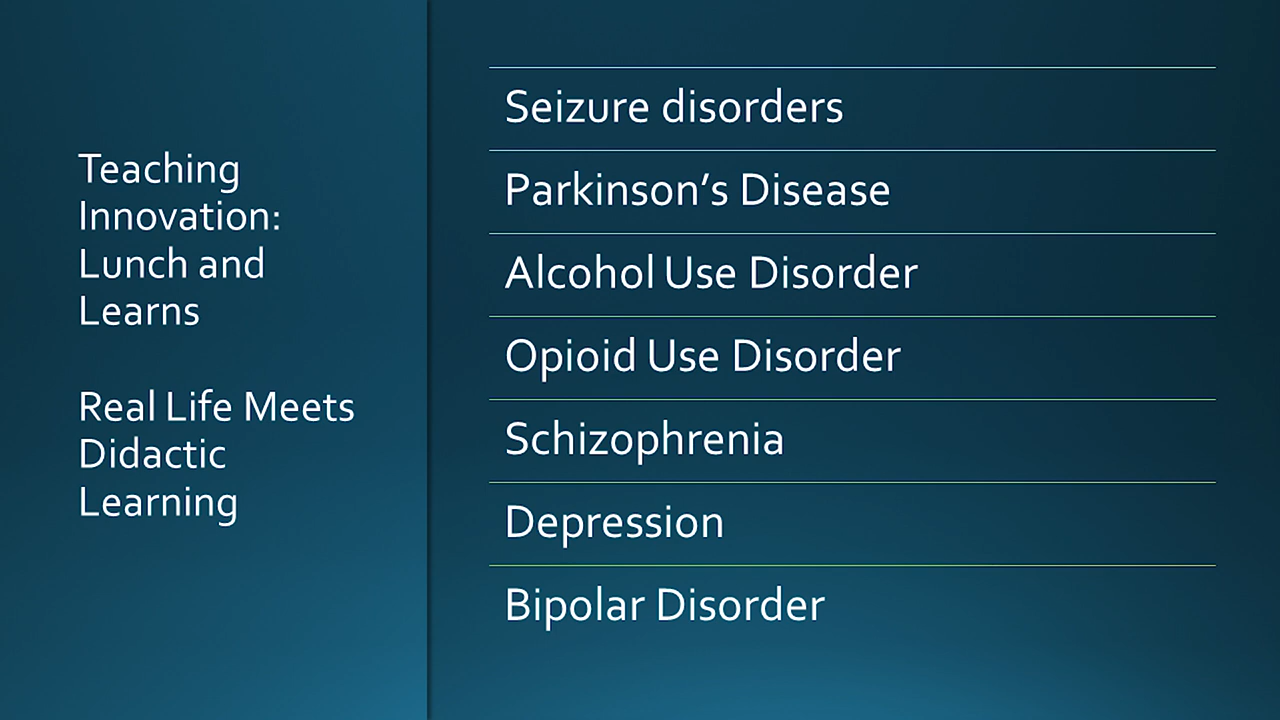 Teaching
Innovation:
Lunch and
Learns
Real Life Meets
Didactic
Learning
Seizure disorders
Parkinson’s Disease
Alcohol Use Disorder
Opioid Use Disorder
Schizophrenia
Depression
Bipolar Disorder